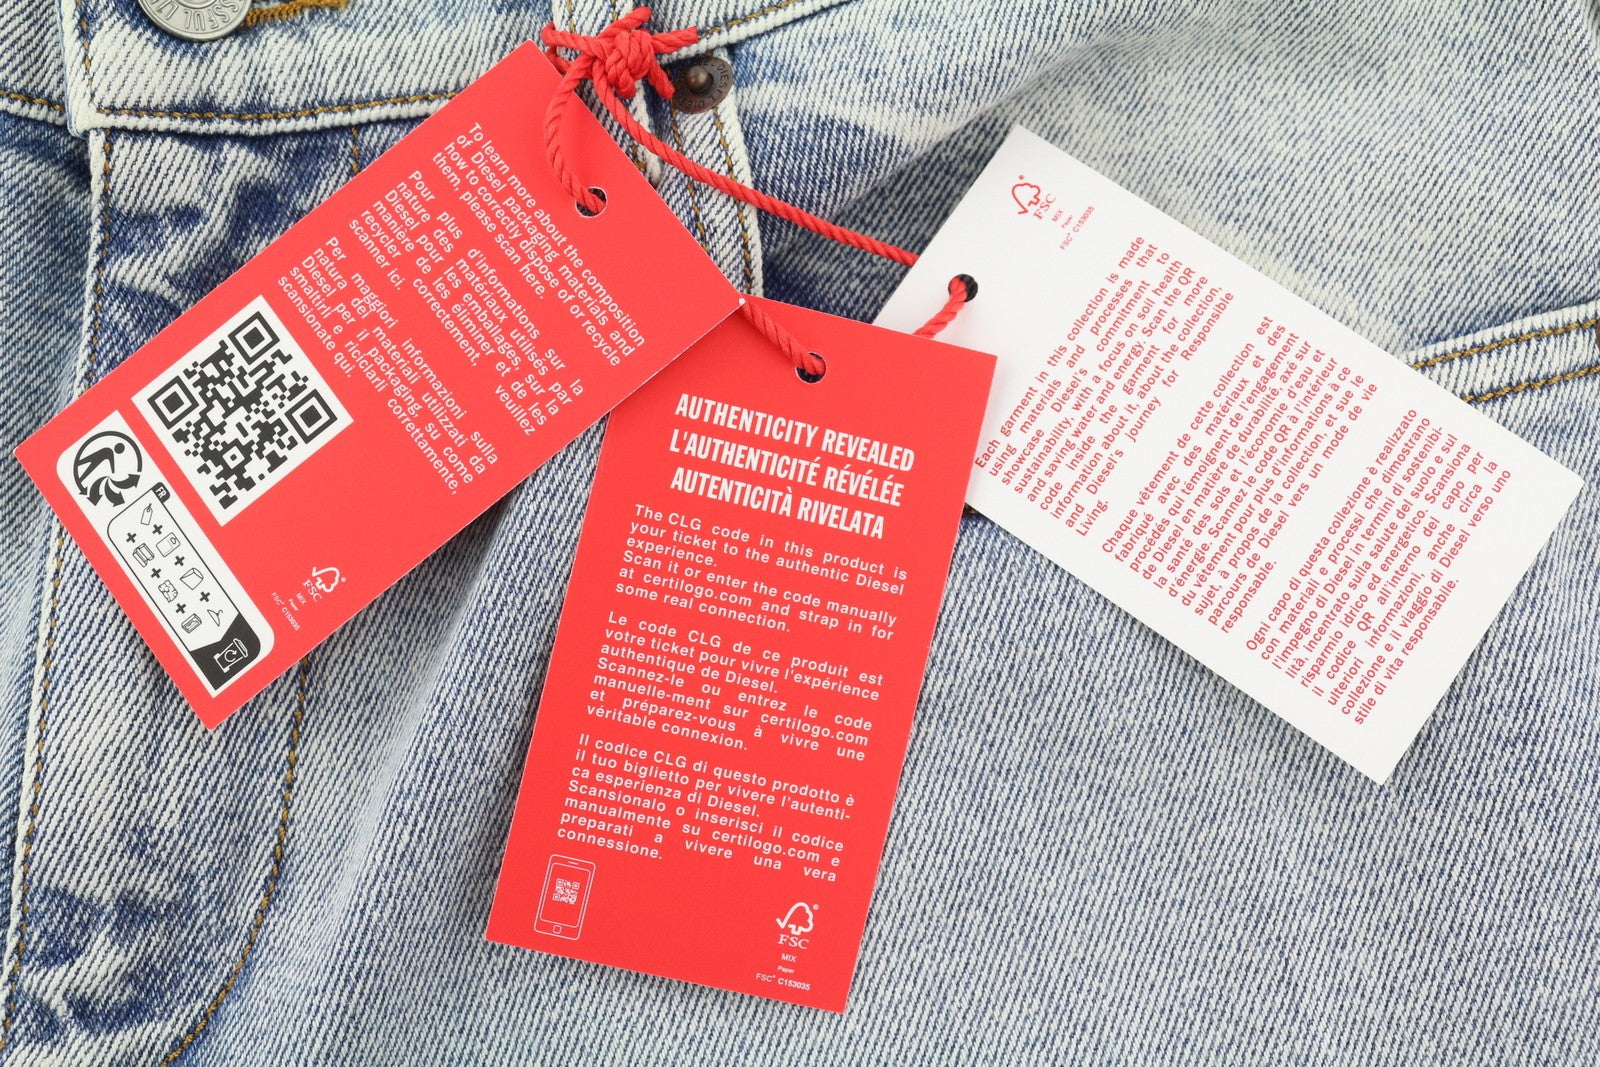 SSFUL LI
DIESEL
To learn more about the composition
of Diesel packaging materials and
how to correctly dispose of or recycle
them, please scan here.
Pour plus d'informations sur la
nature des matériaux utilisés par
Diesel pour les emballages, sur la
manière de les éliminer et de les
recycler correctement, veuillez
scanner ici.
Per maggiori informazioni sulla
natura dei materiali utilizzati da
Diesel per il packaging, su come
smaltirli e riciclarli correttamente,
scansionate qui.
FR
FSC
MIX
Paper
FSC® C153035
AUTHENTICITY REVEALED
L'AUTHENTICITÉ RÉVÉLÉE
AUTENTICITÀ RIVELATA
The CLG code in this product is
your ticket to the authentic Diesel
experience.
Scan it or enter the code manually
at certilogo.com and strap in for
some real connection.
Le code CLG de ce produit est
votre ticket pour vivre l'expérience
authentique de Diesel.
Scannez-le ou entrez le code
manuelle-ment sur certilogo.com
et préparez-vous à vivre une
véritable connexion.
Il codice CLG di questo prodotto è
il tuo biglietto per vivere l'autenti-
ca esperienza di Diesel.
Scansionalo o inserisci il codice
manualmente su certilogo.com e
preparati a vivere una vera
connessione.
FSC®
MIX
Paper
FSC® C153035
FSC
MIX
Paper
FSC® C153035
Each garment in this collection is made
using materials and processes that
showcase Diesel's commitment to
sustainability, with a focus on soil health
and saving water and energy. Scan the QR
code inside the garment for more
information about it, about the collection,
and Diesel's journey for Responsible
Living.
Chaque vêtement de cette collection est
fabriqué avec des matériaux et des
procédés qui témoignent de l'engagement
de Diesel en matière de durabilité, axé sur
la santé des sols et l'économie d'eau et
d'énergie. Scannez le code QR à l'intérieur
du vêtement pour plus d'informations à ce
sujet à propos de la collection, et sue le
parcours de Diesel vers un mode de vie
responsable.
Ogni capo di questa collezione è realizzato
con materiali e processi che dimostrano
l'impegno di Diesel in termini di sostenibi-
lità, incentrato sulla salute del suolo e sul
risparmio idrico ed energetico. Scansiona
il codice QR all'interno del capo per
ulteriori informazioni, anche circa la
collezione e il viaggio di Diesel verso uno
stile di vita responsabile.